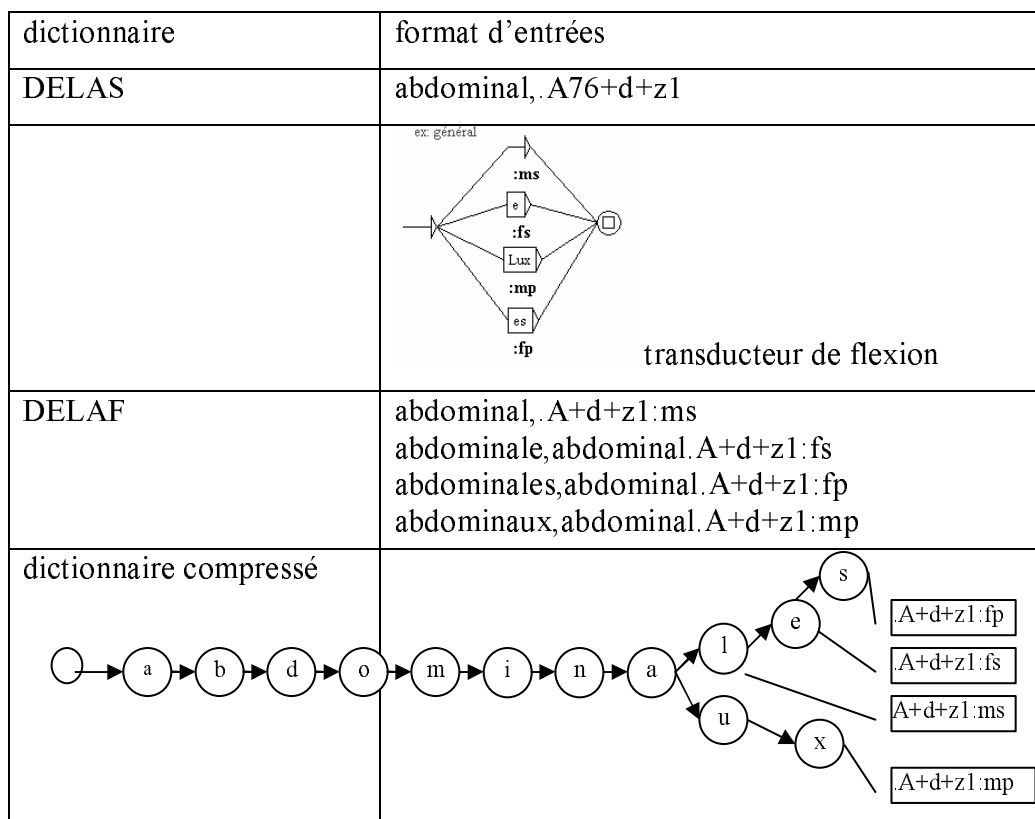 dictionnaire
format d'entrées
DELAS
abdominal,.A76+d+z1
ex: général
:ms
e
:fs
Lux
:mp
es
:fp
transducteur de flexion
DELAF
abdominal,.A+d+z1:ms
abdominale,abdominal.A+d+z1:fs
abdominales,abdominal.A+d+z1:fp
abdominaux,abdominal.A+d+z1:mp
dictionnaire compressé
s
.A+d+z1:fp
e
l
.A+d+z1:fs
a b d o m i n a
A+d+z1:ms
u
x
.A+d+z1:mp